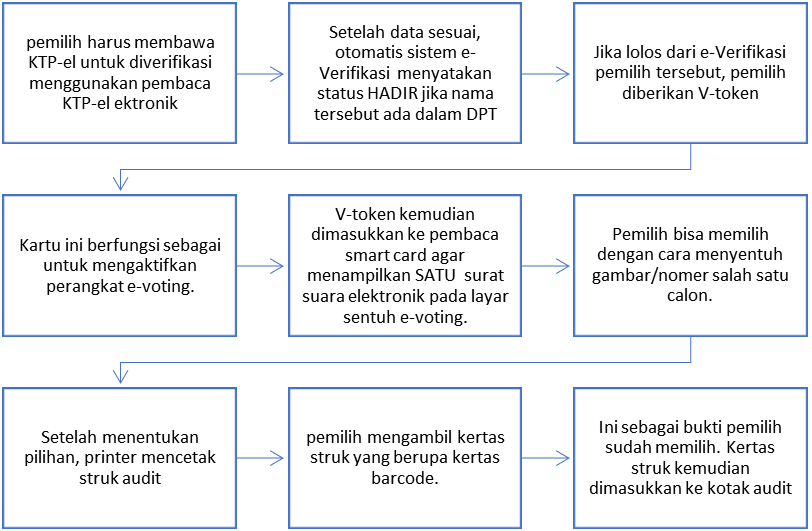 pemilih harus membawa
KTP-el untuk diverifikasi
menggunakan pembaca
KTP-el ektronik
Setelah data sesuai,
otomatis sistem e-
Verifikasi menyatakan
status HADIR jika nama
tersebut ada dalam DPT
Jika lolos dari e-Verifikasi
pemilih tersebut, pemilih
diberikan V-token
Kartu ini berfungsi sebagai
untuk mengaktifkan
perangkat e-voting.
V-token kemudian
dimasukkan ke pembaca
smart card agar
menampilkan SATU surat
suara elektronik pada layar
sentuh e-voting.
Pemilih bisa memilih
dengan cara menyentuh
gambar/nomer salah satu
calon.
Setelah menentukan
pilihan, printer mencetak
struk audit
pemilih mengambil kertas
struk yang berupa kertas
barcode.
Ini sebagai bukti pemilih
sudah memilih. Kertas
struk kemudian
dimasukkan ke kotak audit